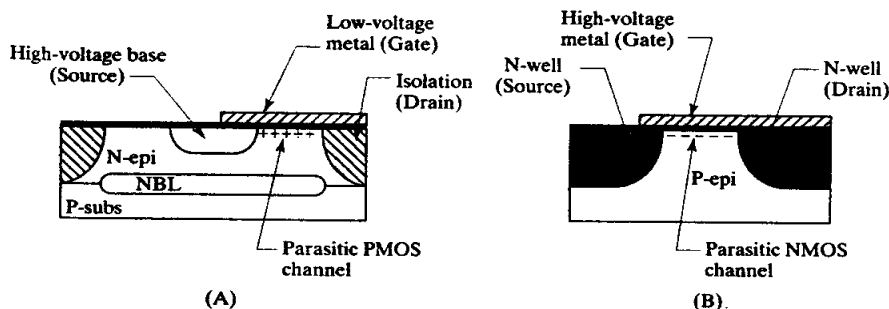 Low-voltage
metal (Gate)
High-voltage base
(Source)
Isolation
(Drain)
N-epi
NBL
P-subs
Parasitic PMOS
channel
(A)
High-voltage
metal (Gate)
N-well
(Source)
N-well
(Drain)
P-epi
Parasitic NMOS
channel
(B).